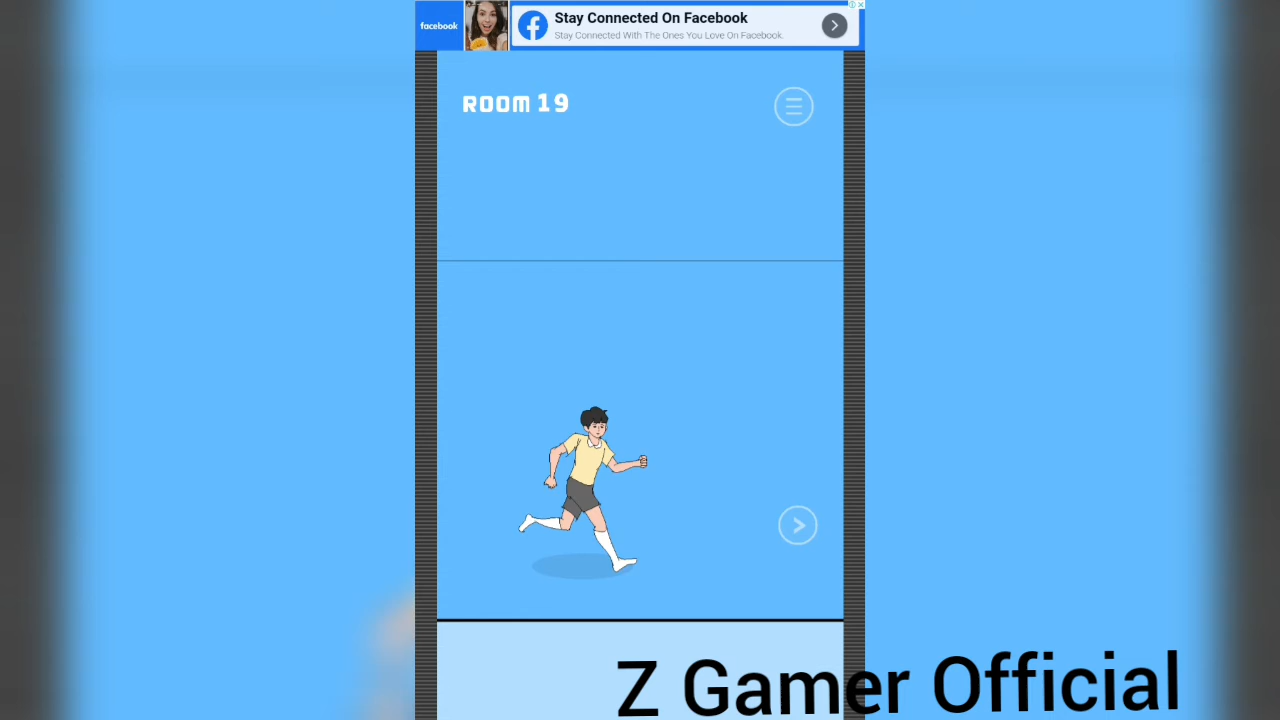 facebook
Stay Connected On Facebook
Stay Connected With The Ones You Love On Facebook.
ROOM 19
Z Gamer Official